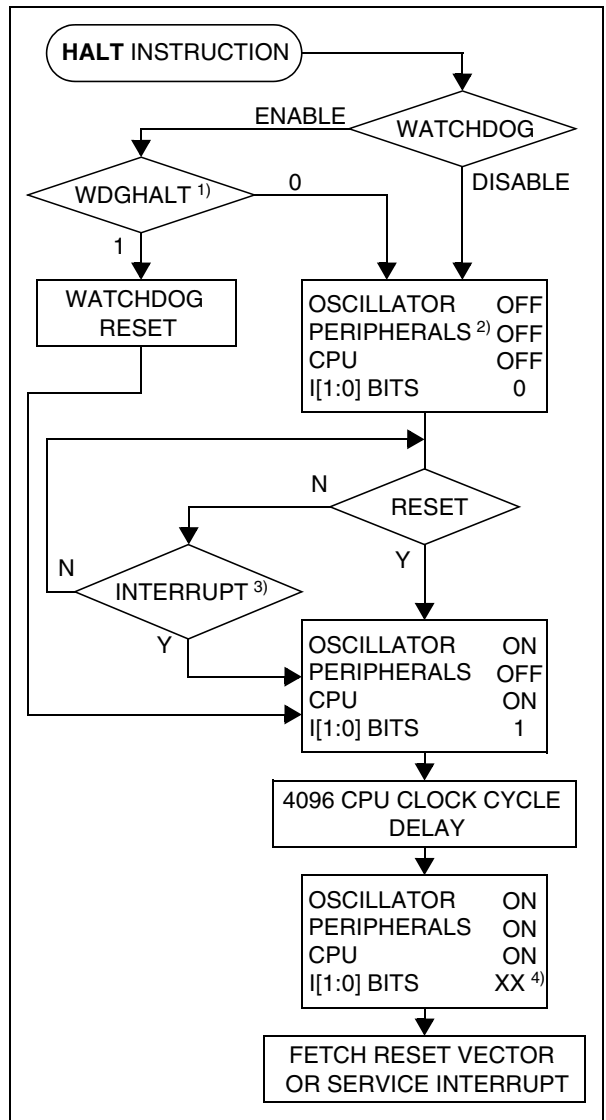 HALT INSTRUCTION
ENABLE
WATCHDOG
WDGHALT 1)
0
DISABLE
1
WATCHDOG
RESET
OSCILLATOR OFF
PERIPHERALS 2) OFF
CPU OFF
I[1:0] BITS 0
N
RESET
N
Y
INTERRUPT 3)
Y
OSCILLATOR ON
PERIPHERALS OFF
CPU ON
I[1:0] BITS 1
4096 CPU CLOCK CYCLE
DELAY
OSCILLATOR ON
PERIPHERALS ON
CPU ON
I[1:0] BITS XX 4)
FETCH RESET VECTOR
OR SERVICE INTERRUPT